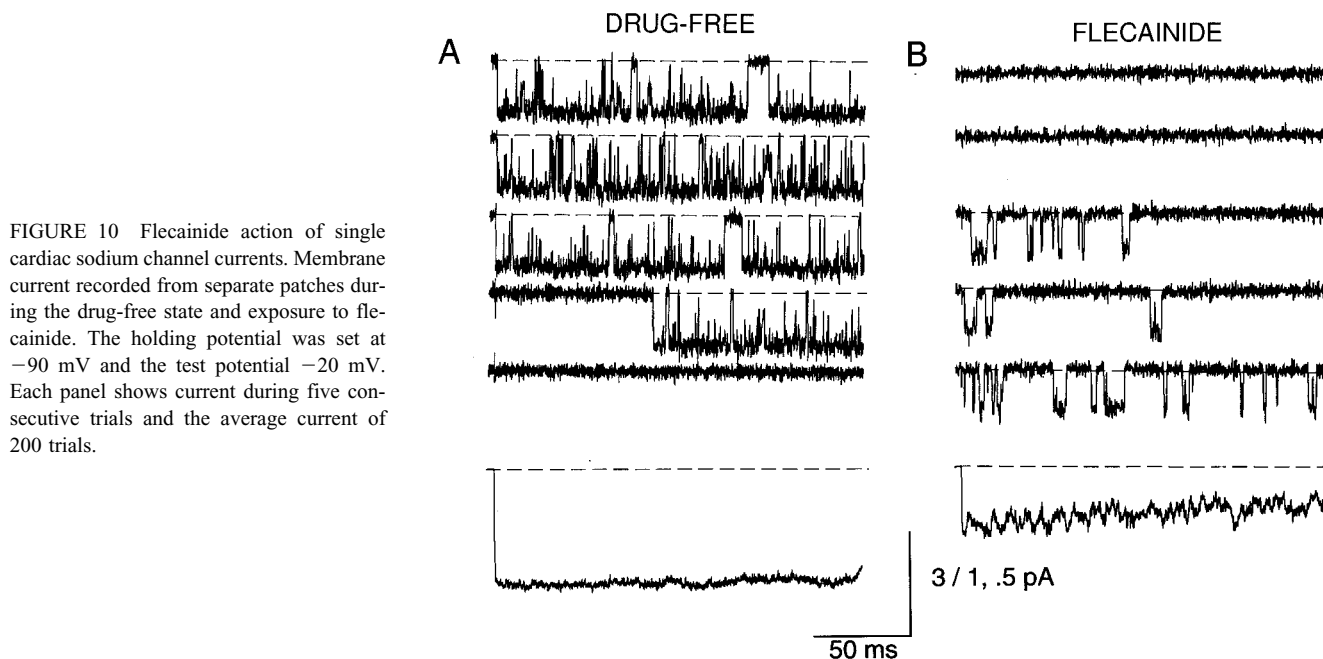 DRUG-FREE
A
FLECAINIDE
B
FIGURE 10 Flecainide action of single
cardiac sodium channel currents. Membrane
current recorded from separate patches dur-
ing the drug-free state and exposure to fle-
cainide. The holding potential was set at
−90 mV and the test potential −20 mV.
Each panel shows current during five con-
secutive trials and the average current of
200 trials.
3 / 1, .5 pA
50 ms